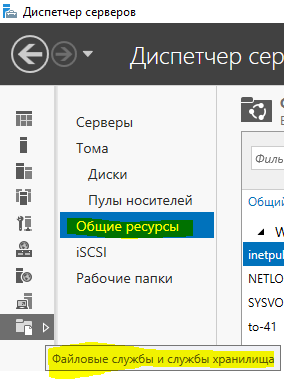 Диспетчер серверов
Диспетчер сер
Серверы
Тома
Диски
Пулы носителей
Общие ресурсы
iSCSI
Рабочие папки
Филь
Общий
inetpul
NETLO
SYSVO
to-41
Файловые службы и службы хранилища